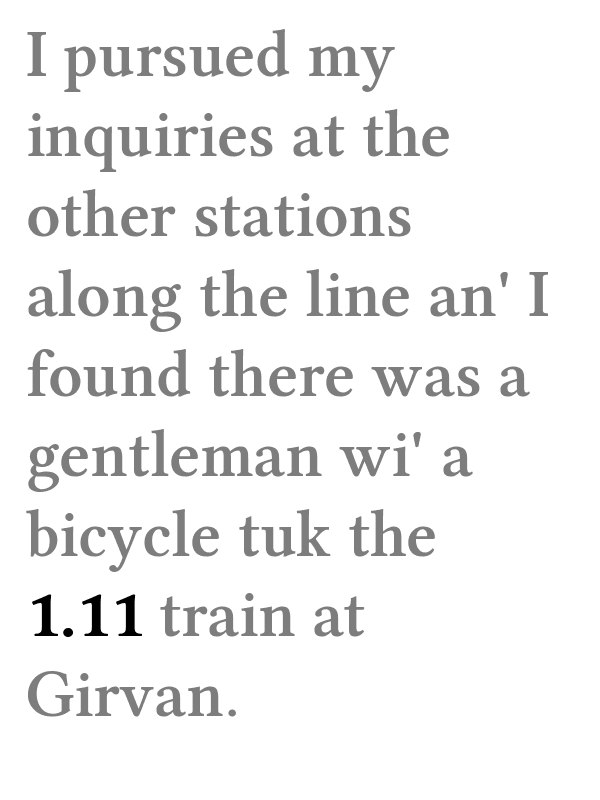 I pursued my
inquiries at the
other stations
along the line an' I
found there was a
gentleman wi' a
bicycle tuk the
1.11 train at
Girvan.